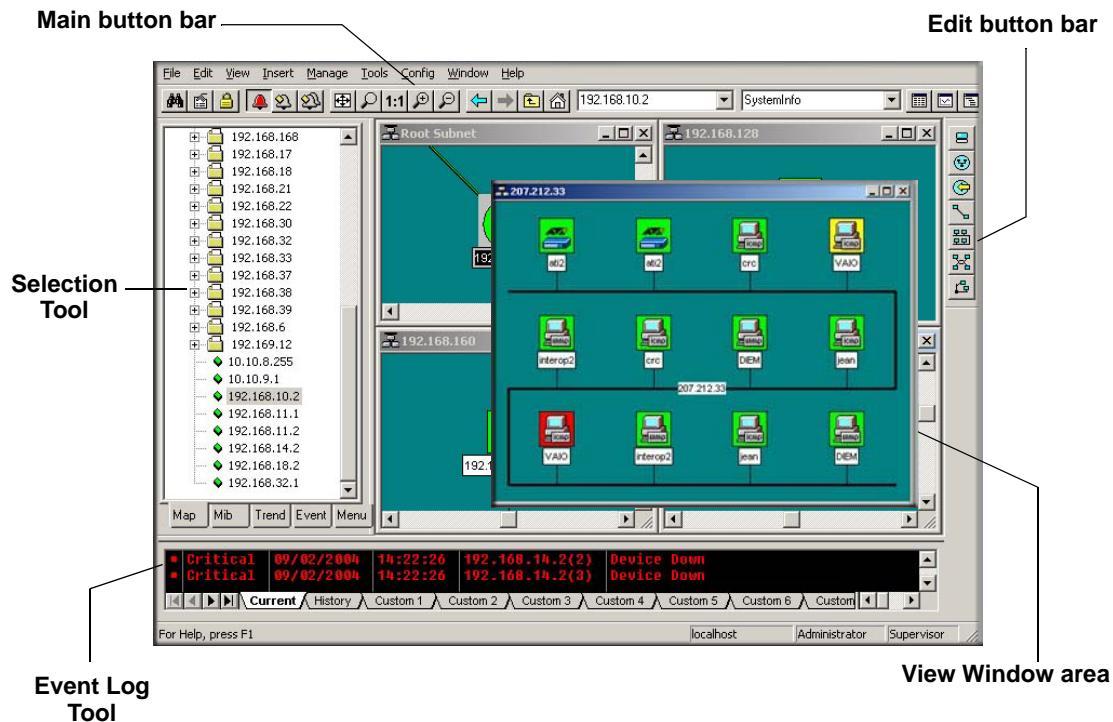 Main button bar
Edit button bar
File Edit View Insert Manage Tools Config Window Help
1:1 192.168.10.2 SystemInfo
192.168.168
192.168.17
192.168.18
192.168.21
192.168.22
192.168.30
192.168.32
192.168.33
192.168.37
192.168.38
192.168.39
192.168.6
192.169.12
10.10.8.255
10.10.9.1
192.168.10.2
192.168.11.1
192.168.11.2
192.168.14.2
192.168.18.2
192.168.32.1
Map Mib Trend Event Menu
Selection
Tool
Root Subnet
192
192.168.128
192.168.160
192.1
207.212.33
ati2 ati2 crc VAIO
interop2 crc DIEM jean
207.212.33
VAIO interop2 jean DIEM
Critical 09/02/2004 14:22:26 192.168.14.2(2) Device Down
Critical 09/02/2004 14:22:26 192.168.14.2(3) Device Down
Current History Custom 1 Custom 2 Custom 3 Custom 4 Custom 5 Custom 6 Custom
For Help, press F1 localhost Administrator Supervisor
Event Log
Tool
View Window area